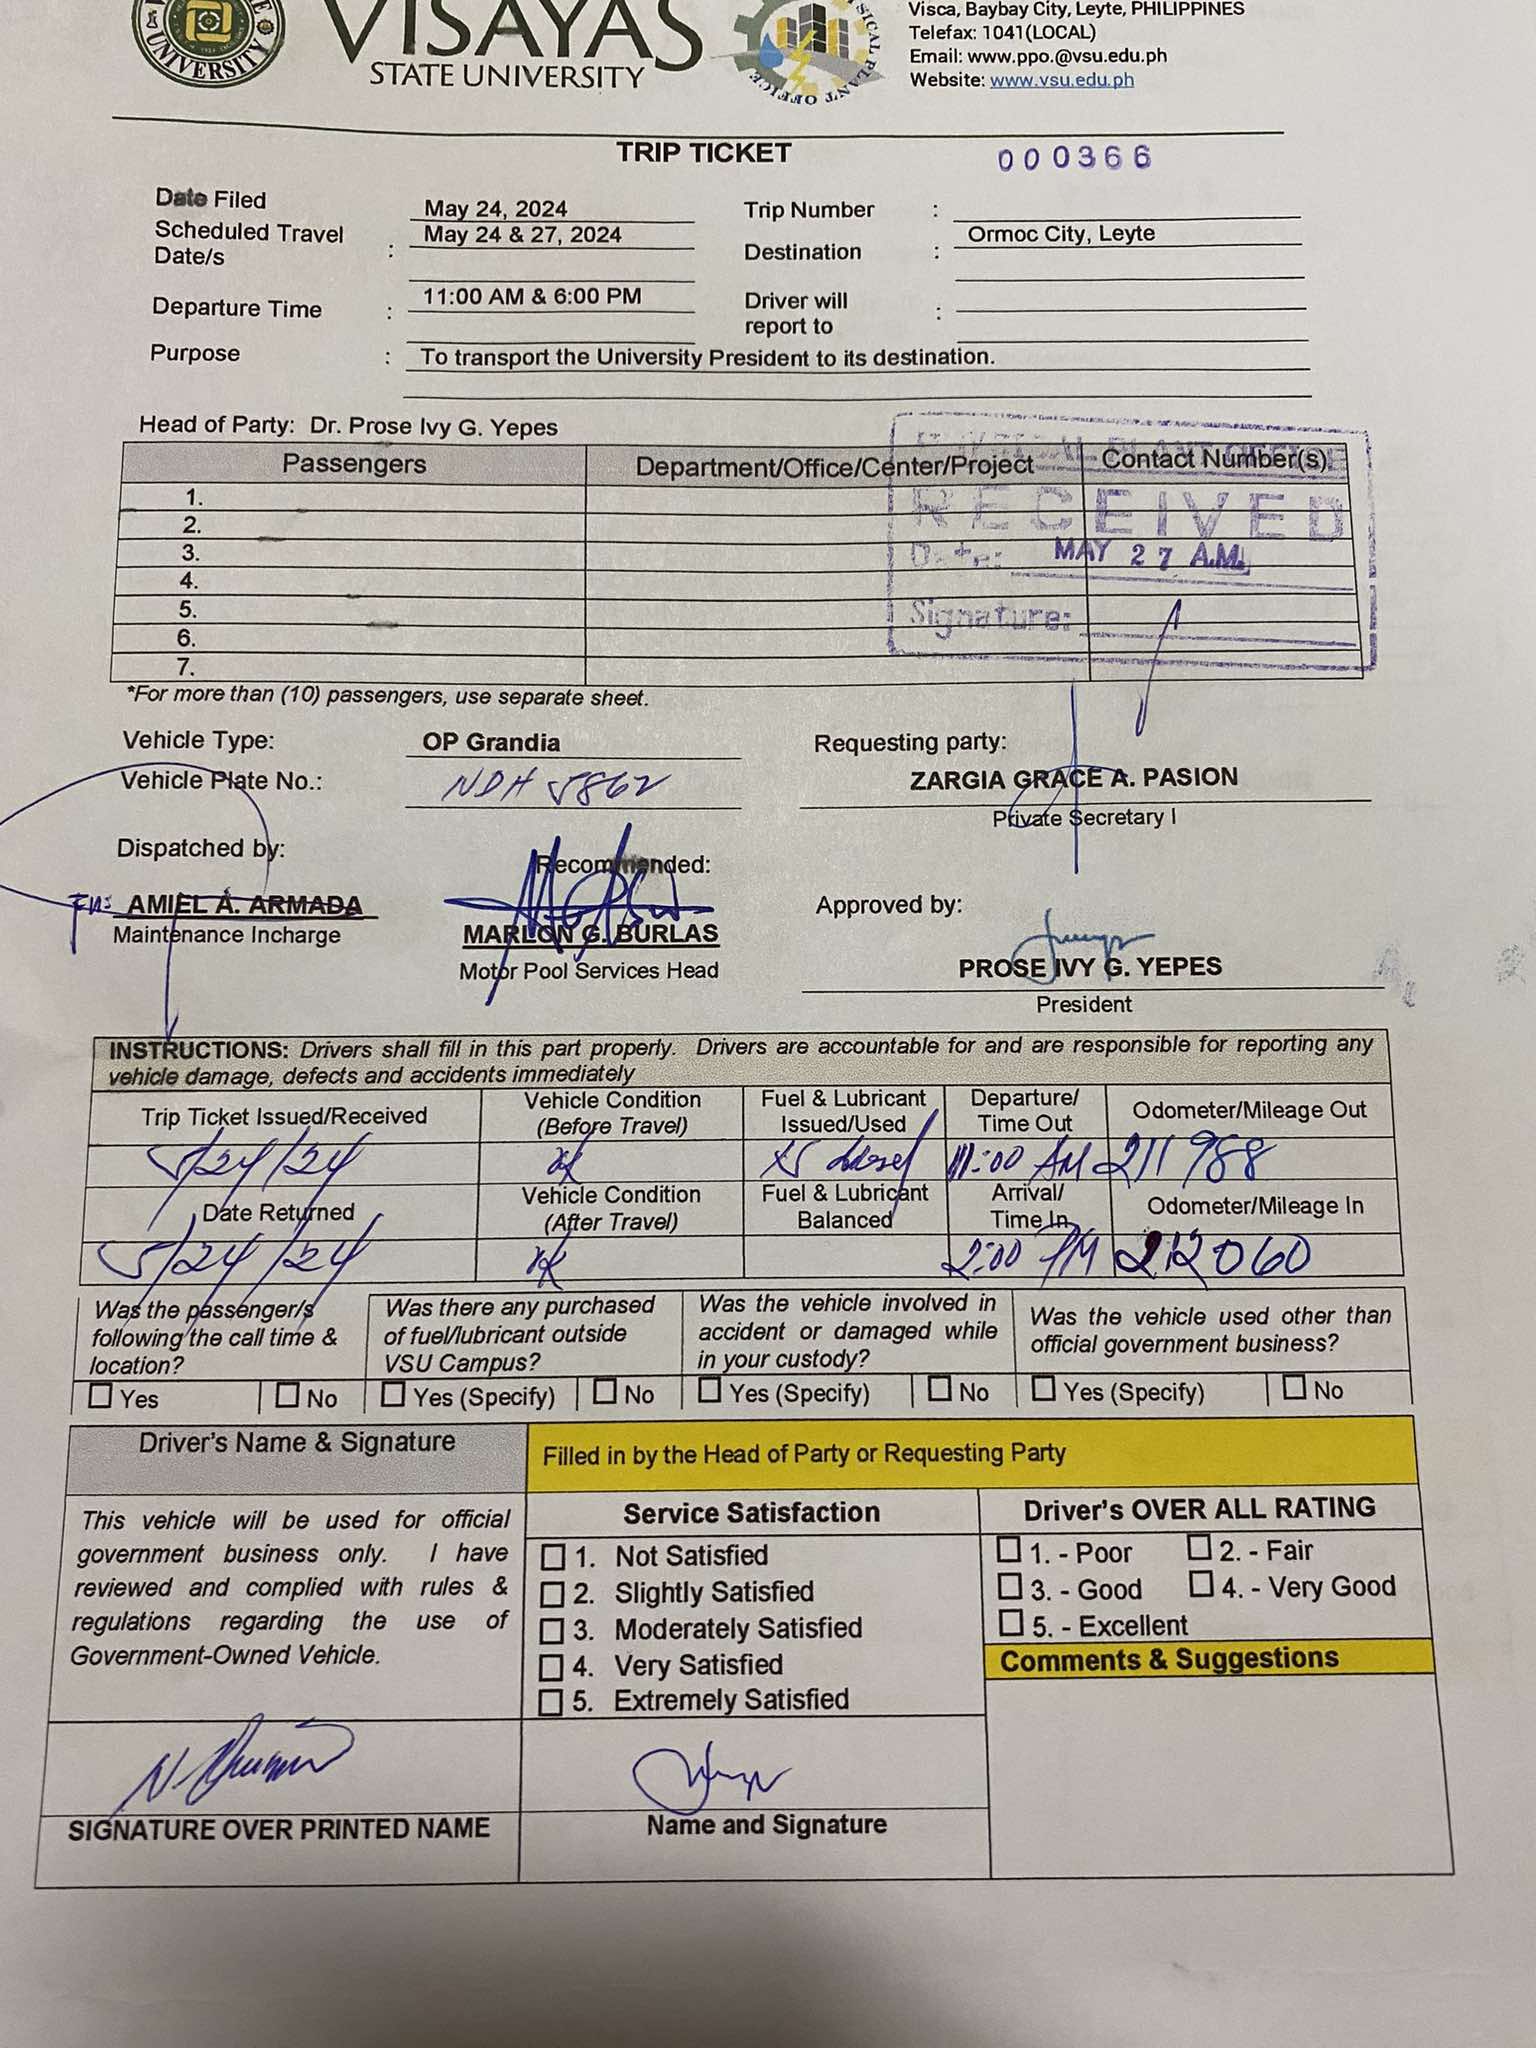 UNIVERSITY
VISAYAS
STATE UNIVERSITY
PHYSICAL PLANT OFFICE
Visca, Baybay City, Leyte, PHILIPPINES
Telefax: 1041(LOCAL)
Email: www.ppo.@vsu.edu.ph
Website: www.vsu.edu.ph
TRIP TICKET
000366
Date Filed May 24, 2024 Trip Number :
Scheduled Travel Date/s : May 24 & 27, 2024 Destination : Ormoc City, Leyte
Departure Time : 11:00 AM & 6:00 PM Driver will report to :
Purpose : To transport the University President to its destination.
Head of Party: Dr. Prose Ivy G. Yepes
Passengers Department/Office/Center/Project Contact Number(s)
1.
2.
3.
4.
5.
6.
7.
PHYSICAL PLANT OFFICE
RECEIVED
Date: MAY 27 A.M.
Signature:
*For more than (10) passengers, use separate sheet.
Vehicle Type: OP Grandia Requesting party:
Vehicle Plate No.: NDH 5862 ZARGIA GRACE A. PASION
Private Secretary I
Dispatched by: Recommended:
For: AMIEL A. ARMADA Approved by:
Maintenance Incharge MARLON G. BURLAS
Motor Pool Services Head PROSE IVY G. YEPES
President
INSTRUCTIONS: Drivers shall fill in this part properly. Drivers are accountable for and are responsible for reporting any
vehicle damage, defects and accidents immediately
Trip Ticket Issued/Received Vehicle Condition (Before Travel) Fuel & Lubricant Issued/Used Departure/ Time Out Odometer/Mileage Out
5/24/24 ok diesel 11:00 AM 211988
Date Returned Vehicle Condition (After Travel) Fuel & Lubricant Balanced Arrival/ Time In Odometer/Mileage In
5/24/24 ok 2:00 PM 212060
Was the passenger/s following the call time & location? Was there any purchased of fuel/lubricant outside VSU Campus? Was the vehicle involved in accident or damaged while in your custody? Was the vehicle used other than official government business?
Yes No Yes (Specify) No Yes (Specify) No Yes (Specify) No
Driver's Name & Signature
Filled in by the Head of Party or Requesting Party
This vehicle will be used for official
government business only. I have
reviewed and complied with rules &
regulations regarding the use of
Government-Owned Vehicle.
Service Satisfaction
1. Not Satisfied
2. Slightly Satisfied
3. Moderately Satisfied
4. Very Satisfied
5. Extremely Satisfied
Driver's OVER ALL RATING
1. - Poor 2. - Fair
3. - Good 4. - Very Good
5. - Excellent
Comments & Suggestions
SIGNATURE OVER PRINTED NAME
Name and Signature